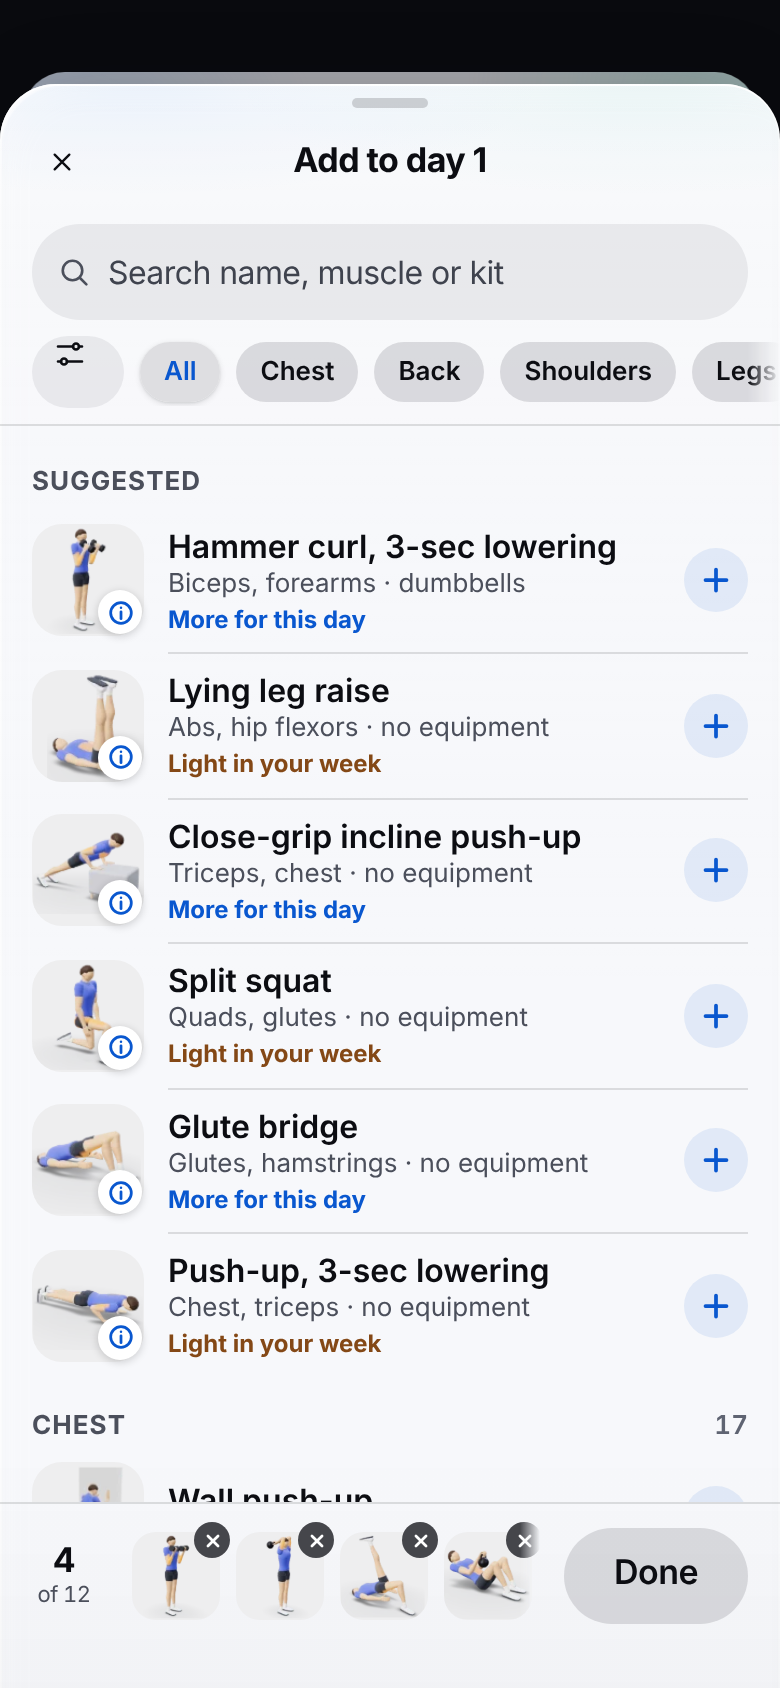 Add to day 1
Search name, muscle or kit
All
Chest
Back
Shoulders
Legs
SUGGESTED
Hammer curl, 3-sec lowering
Biceps, forearms · dumbbells
More for this day
Lying leg raise
Abs, hip flexors · no equipment
Light in your week
Close-grip incline push-up
Triceps, chest · no equipment
More for this day
Split squat
Quads, glutes · no equipment
Light in your week
Glute bridge
Glutes, hamstrings · no equipment
More for this day
Push-up, 3-sec lowering
Chest, triceps · no equipment
Light in your week
CHEST 17
Wall push-up
4
of 12
Done